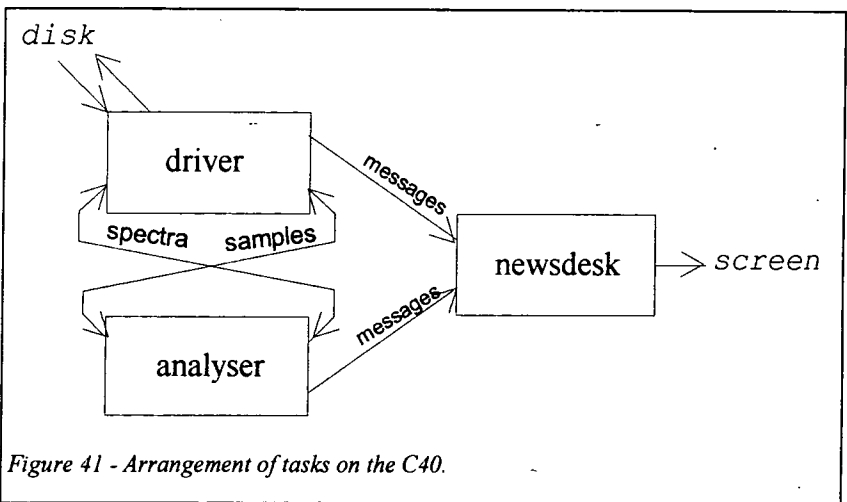 disk
driver
messages
spectra samples
newsdesk
screen
messages
analyser
Figure 41 - Arrangement of tasks on the C40.